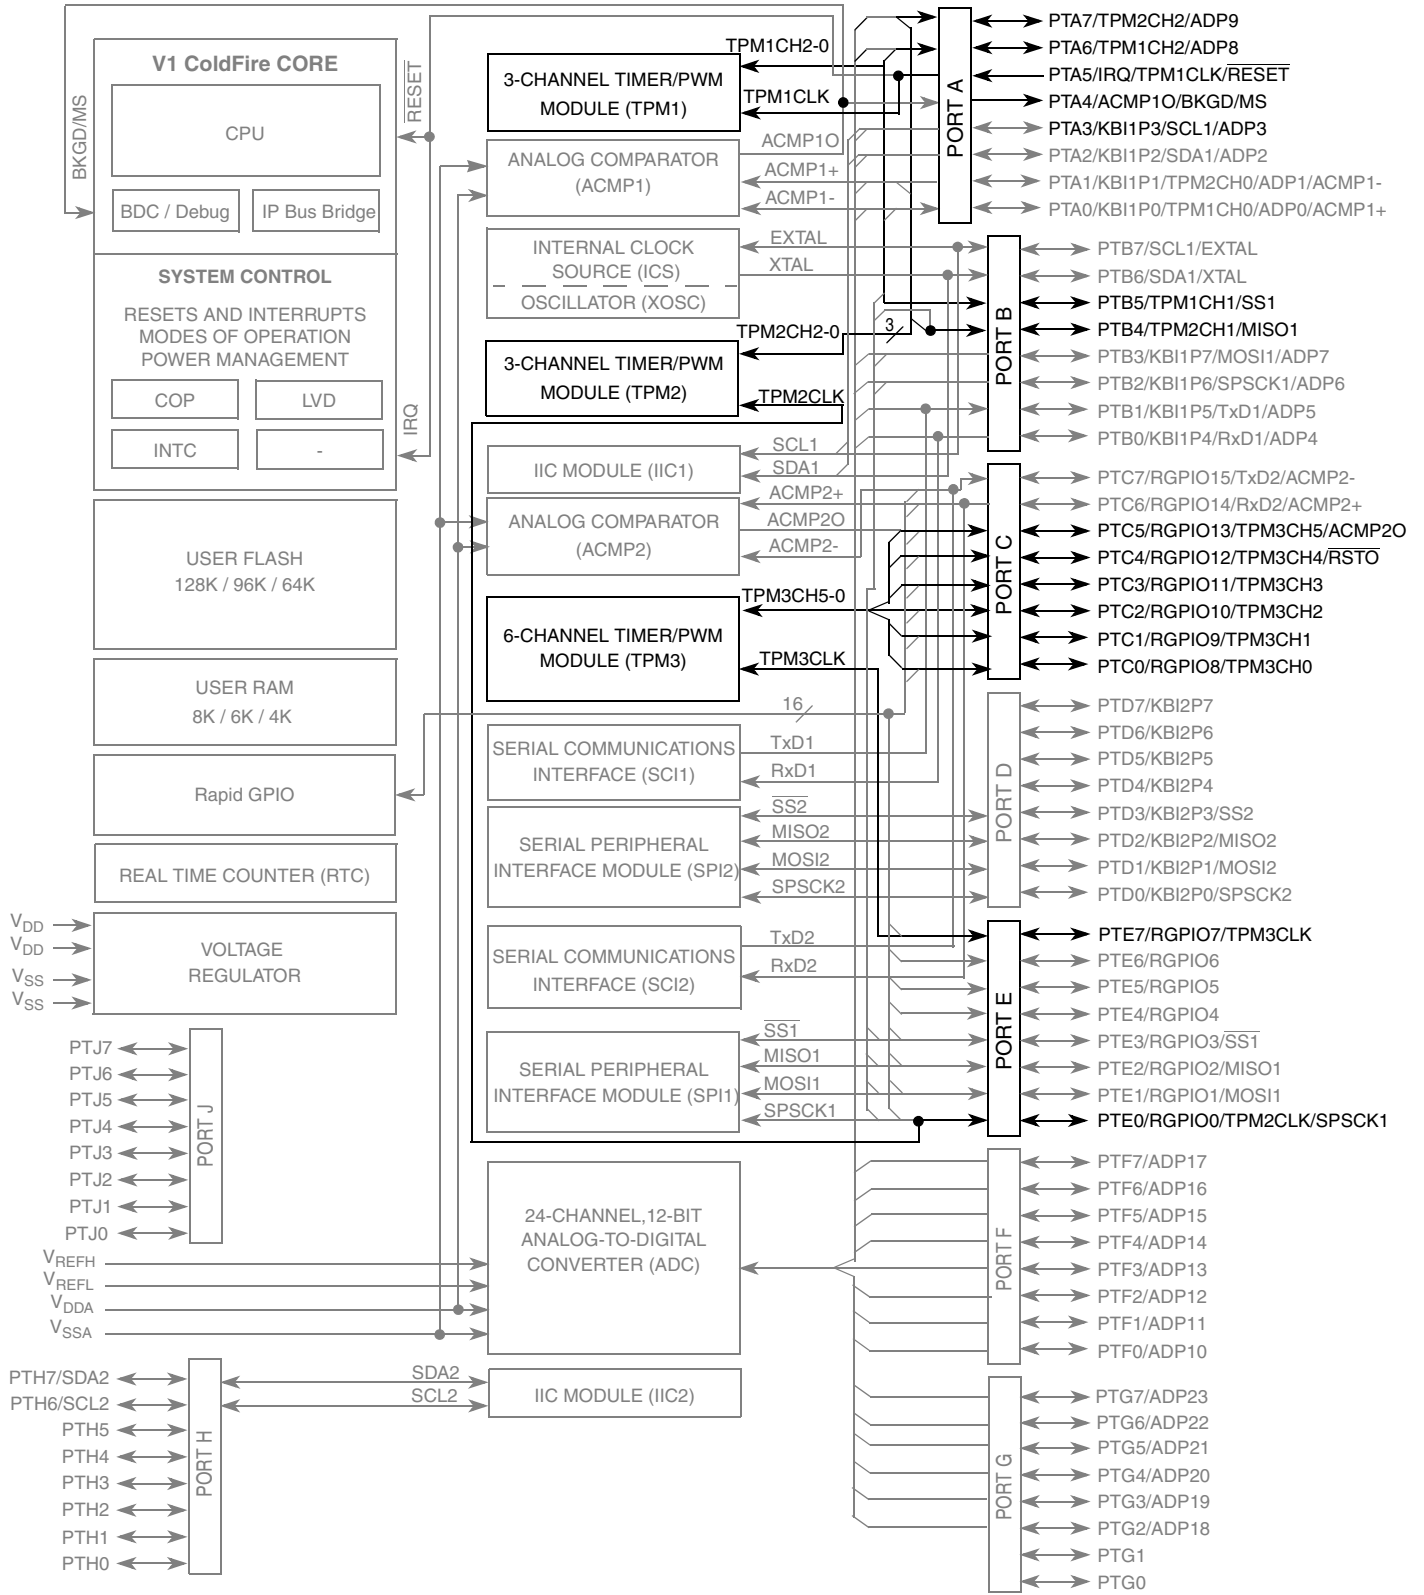 BKGD/MS
V1 ColdFire CORE
CPU
BDC / Debug
IP Bus Bridge
SYSTEM CONTROL
RESETS AND INTERRUPTS
MODES OF OPERATION
POWER MANAGEMENT
COP
LVD
INTC
-
RESET
IRQ
USER FLASH
128K / 96K / 64K
USER RAM
8K / 6K / 4K
Rapid GPIO
REAL TIME COUNTER (RTC)
VOLTAGE
REGULATOR
VDD
VDD
VSS
VSS
PTJ7
PTJ6
PTJ5
PTJ4
PTJ3
PTJ2
PTJ1
PTJ0
PORT J
VREFH
VREFL
VDDA
VSSA
PTH7/SDA2
PTH6/SCL2
PTH5
PTH4
PTH3
PTH2
PTH1
PTH0
PORT H
3-CHANNEL TIMER/PWM
MODULE (TPM1)
TPM1CH2-0
TPM1CLK
ANALOG COMPARATOR
(ACMP1)
ACMP1O
ACMP1+
ACMP1-
INTERNAL CLOCK
SOURCE (ICS)
OSCILLATOR (XOSC)
EXTAL
XTAL
3-CHANNEL TIMER/PWM
MODULE (TPM2)
TPM2CH2-0
3
TPM2CLK
IIC MODULE (IIC1)
SCL1
SDA1
ANALOG COMPARATOR
(ACMP2)
ACMP2+
ACMP2O
ACMP2-
6-CHANNEL TIMER/PWM
MODULE (TPM3)
TPM3CH5-0
TPM3CLK
16
SERIAL COMMUNICATIONS
INTERFACE (SCI1)
TxD1
RxD1
SERIAL PERIPHERAL
INTERFACE MODULE (SPI2)
SS2
MISO2
MOSI2
SPSCK2
SERIAL COMMUNICATIONS
INTERFACE (SCI2)
TxD2
RxD2
SERIAL PERIPHERAL
INTERFACE MODULE (SPI1)
SS1
MISO1
MOSI1
SPSCK1
24-CHANNEL,12-BIT
ANALOG-TO-DIGITAL
CONVERTER (ADC)
IIC MODULE (IIC2)
SDA2
SCL2
PORT A
PTA7/TPM2CH2/ADP9
PTA6/TPM1CH2/ADP8
PTA5/IRQ/TPM1CLK/RESET
PTA4/ACMP1O/BKGD/MS
PTA3/KBI1P3/SCL1/ADP3
PTA2/KBI1P2/SDA1/ADP2
PTA1/KBI1P1/TPM2CH0/ADP1/ACMP1-
PTA0/KBI1P0/TPM1CH0/ADP0/ACMP1+
PORT B
PTB7/SCL1/EXTAL
PTB6/SDA1/XTAL
PTB5/TPM1CH1/SS1
PTB4/TPM2CH1/MISO1
PTB3/KBI1P7/MOSI1/ADP7
PTB2/KBI1P6/SPSCK1/ADP6
PTB1/KBI1P5/TxD1/ADP5
PTB0/KBI1P4/RxD1/ADP4
PORT C
PTC7/RGPIO15/TxD2/ACMP2-
PTC6/RGPIO14/RxD2/ACMP2+
PTC5/RGPIO13/TPM3CH5/ACMP2O
PTC4/RGPIO12/TPM3CH4/RSTO
PTC3/RGPIO11/TPM3CH3
PTC2/RGPIO10/TPM3CH2
PTC1/RGPIO9/TPM3CH1
PTC0/RGPIO8/TPM3CH0
PORT D
PTD7/KBI2P7
PTD6/KBI2P6
PTD5/KBI2P5
PTD4/KBI2P4
PTD3/KBI2P3/SS2
PTD2/KBI2P2/MISO2
PTD1/KBI2P1/MOSI2
PTD0/KBI2P0/SPSCK2
PORT E
PTE7/RGPIO7/TPM3CLK
PTE6/RGPIO6
PTE5/RGPIO5
PTE4/RGPIO4
PTE3/RGPIO3/SS1
PTE2/RGPIO2/MISO1
PTE1/RGPIO1/MOSI1
PTE0/RGPIO0/TPM2CLK/SPSCK1
PORT F
PTF7/ADP17
PTF6/ADP16
PTF5/ADP15
PTF4/ADP14
PTF3/ADP13
PTF2/ADP12
PTF1/ADP11
PTF0/ADP10
PORT G
PTG7/ADP23
PTG6/ADP22
PTG5/ADP21
PTG4/ADP20
PTG3/ADP19
PTG2/ADP18
PTG1
PTG0